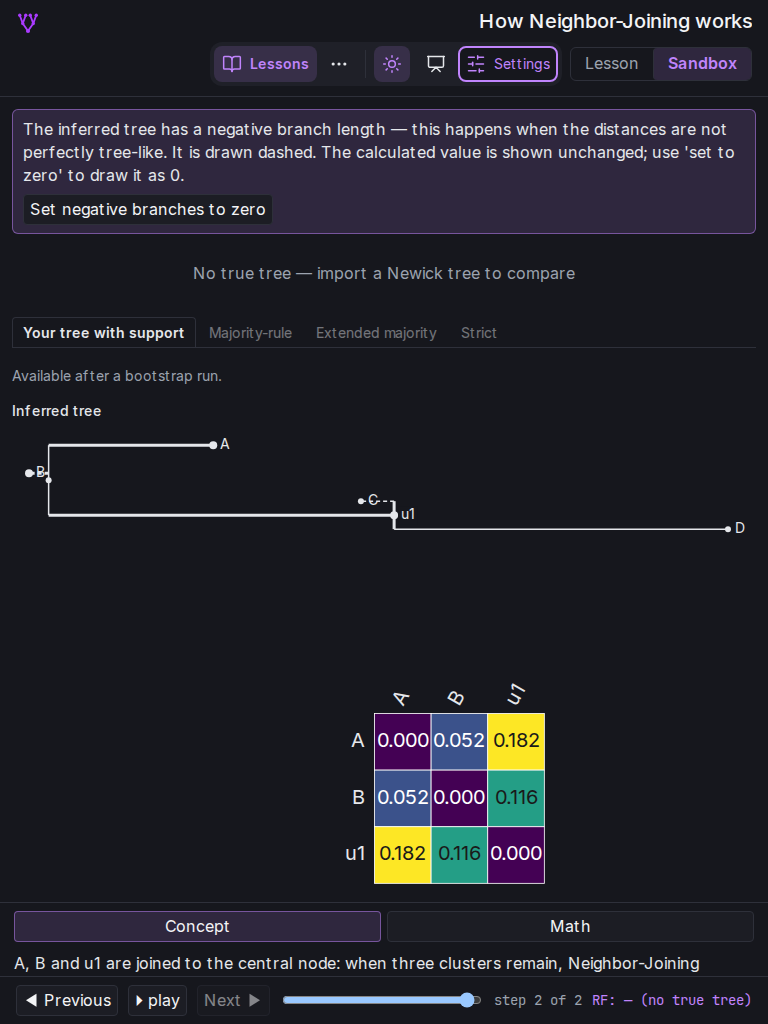 How Neighbor-Joining works
Lessons ... Settings Lesson Sandbox
The inferred tree has a negative branch length — this happens when the distances are not
perfectly tree-like. It is drawn dashed. The calculated value is shown unchanged; use 'set to
zero' to draw it as 0.
Set negative branches to zero
No true tree — import a Newick tree to compare
Your tree with support Majority-rule Extended majority Strict
Available after a bootstrap run.
Inferred tree
A
B
C
u1
D
A B u1
A 0.000 0.052 0.182
B 0.052 0.000 0.116
u1 0.182 0.116 0.000
Concept Math
A, B and u1 are joined to the central node: when three clusters remain, Neighbor-Joining
◀ Previous ▶ play Next ▶ step 2 of 2 RF: — (no true tree)